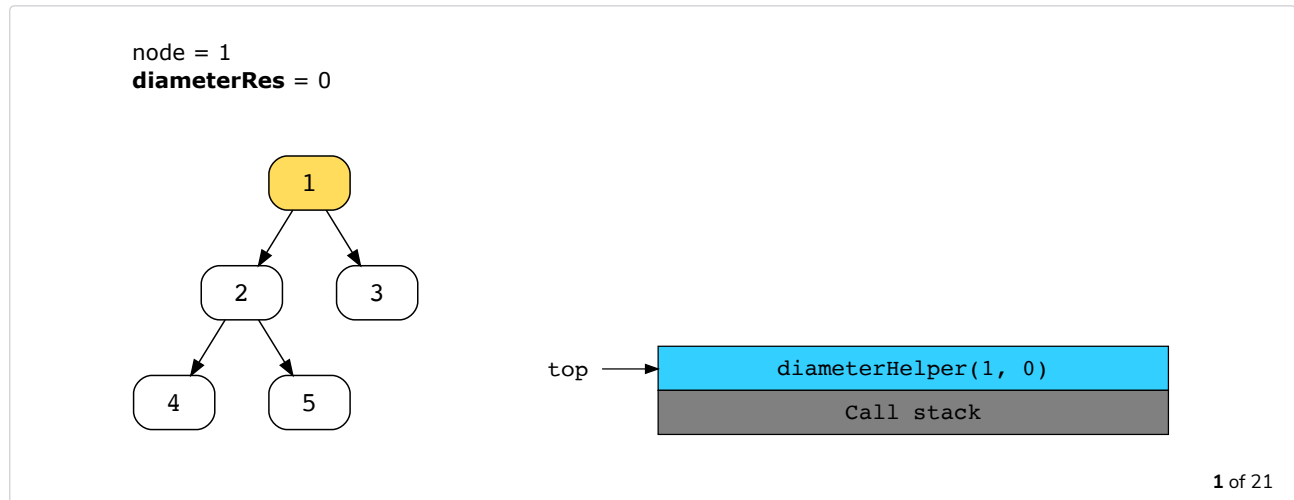 node = 1
diameterRes = 0
1
2
3
4
5
top
diameterHelper(1, 0)
Call stack
1 of 21